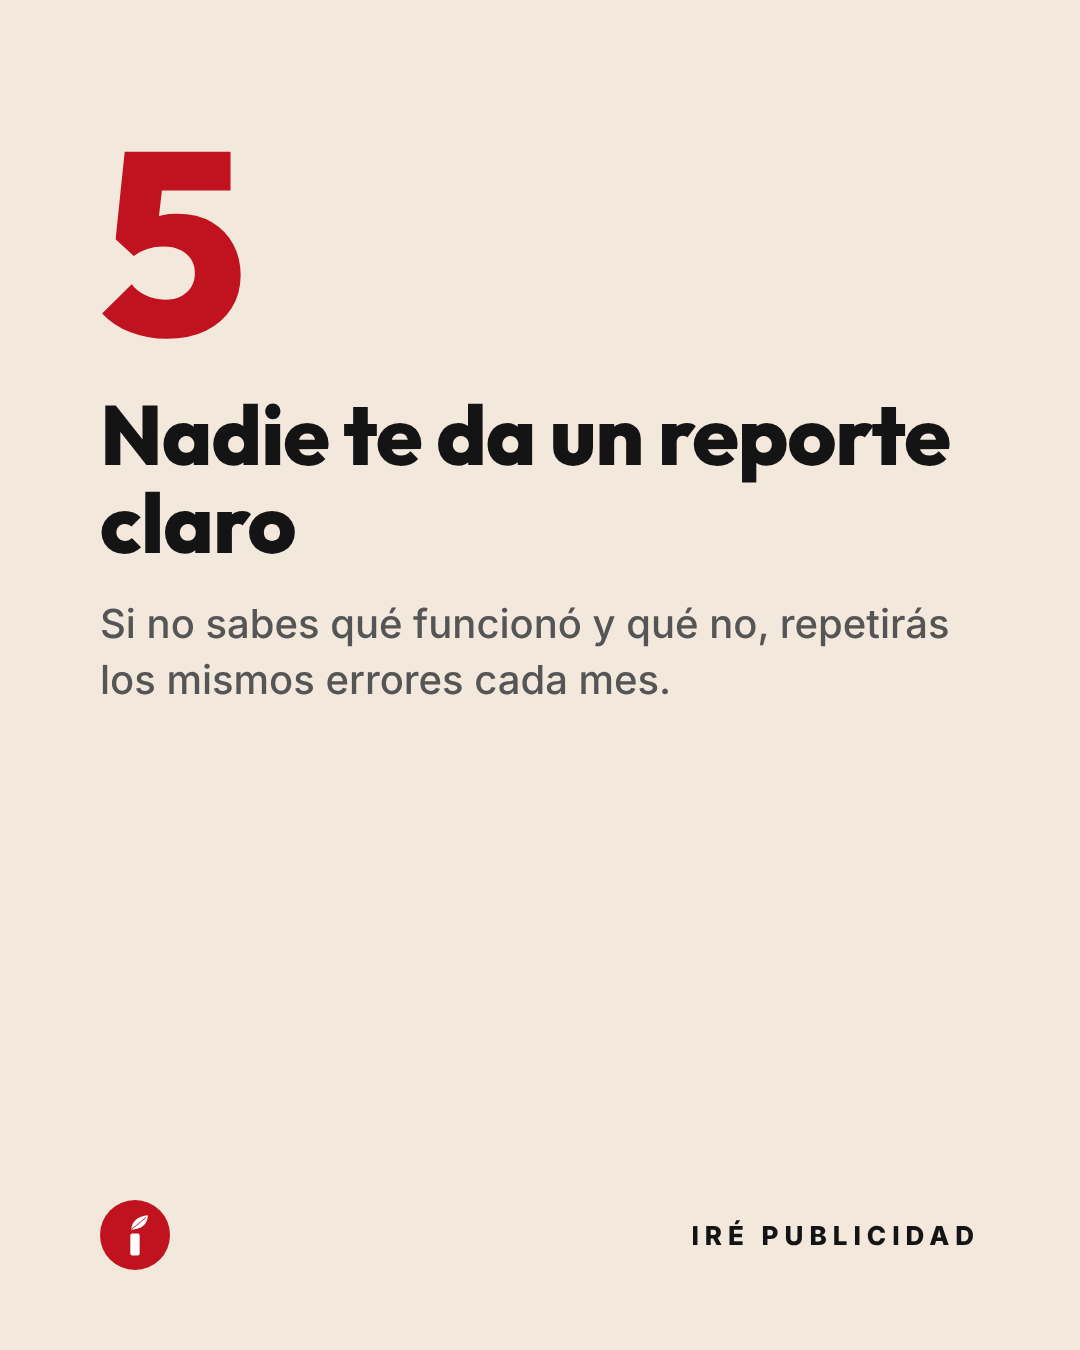 5
Nadie te da un reporte
claro
Si no sabes qué funcionó y qué no, repetirás
los mismos errores cada mes.
í
IRÉ PUBLICIDAD